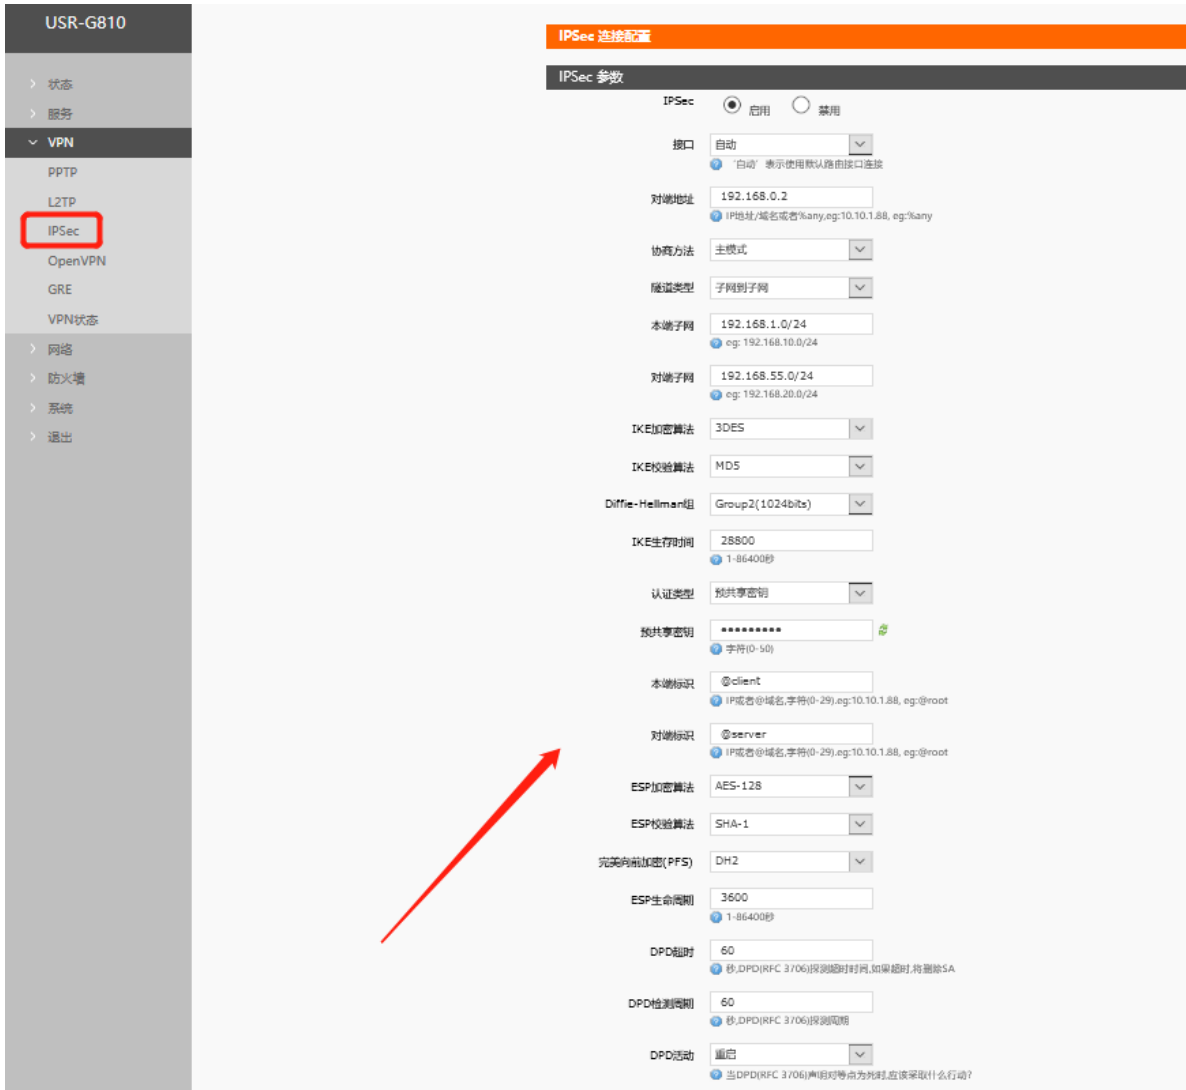 USR-G810
状态
服务
VPN
PPTP
L2TP
IPSec
OpenVPN
GRE
VPN状态
网络
防火墙
系统
退出
IPSec 连接配置
IPSec 参数
IPSec 启用 禁用
接口 自动
‘自动’ 表示使用默认路由接口连接
对端地址 192.168.0.2
IP地址/域名或者%any,eg:10.10.1.88, eg:%any
协商方法 主模式
隧道类型 子网到子网
本端子网 192.168.1.0/24
eg: 192.168.10.0/24
对端子网 192.168.55.0/24
eg: 192.168.20.0/24
IKE加密算法 3DES
IKE校验算法 MD5
Diffie-Hellman组 Group2(1024bits)
IKE生存时间 28800
1-86400秒
认证类型 预共享密钥
预共享密钥 •••••••••
字符(0-50)
本端标识 @client
IP或者@域名,字符(0-29).eg:10.10.1.88, eg:@root
对端标识 @server
IP或者@域名,字符(0-29).eg:10.10.1.88, eg:@root
ESP加密算法 AES-128
ESP校验算法 SHA-1
完美向前加密(PFS) DH2
ESP生命周期 3600
1-86400秒
DPD超时 60
秒,DPD(RFC 3706)探测超时时间,如果超时,将删除SA
DPD检测周期 60
秒,DPD(RFC 3706)探测周期
DPD活动 重启
当DPD(RFC 3706)声明对等点为死时,应该采取什么行动?